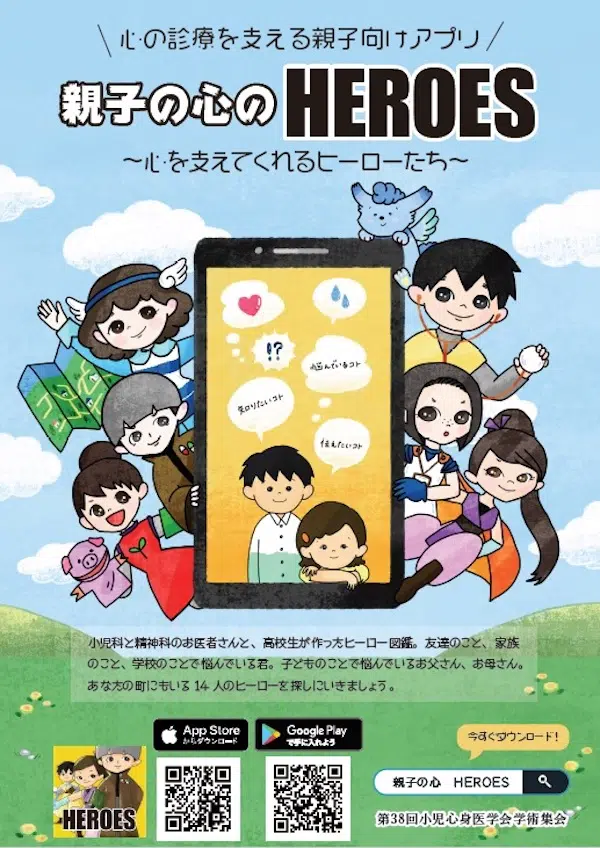 心の診療を支える親子向けアプリ
親子の心のHEROES
～心を支えてくれるヒーローたち～
!?
悩んでいるコト
知りたいコト
伝えたいコト
小児科と精神科のお医者さんと、高校生が作ったヒーロー図鑑。友達のこと、家族
のこと、学校のことで悩んでいる君。子どものことで悩んでいるお父さん、お母さん。
あなたの町にもいる 14 人のヒーローを探しにいきましょう。
App Store
からダウンロード
Google Play
で手に入れよう
今すぐダウンロード！
親子の心　HEROES
HEROES
第38回小児心身医学会学術集会